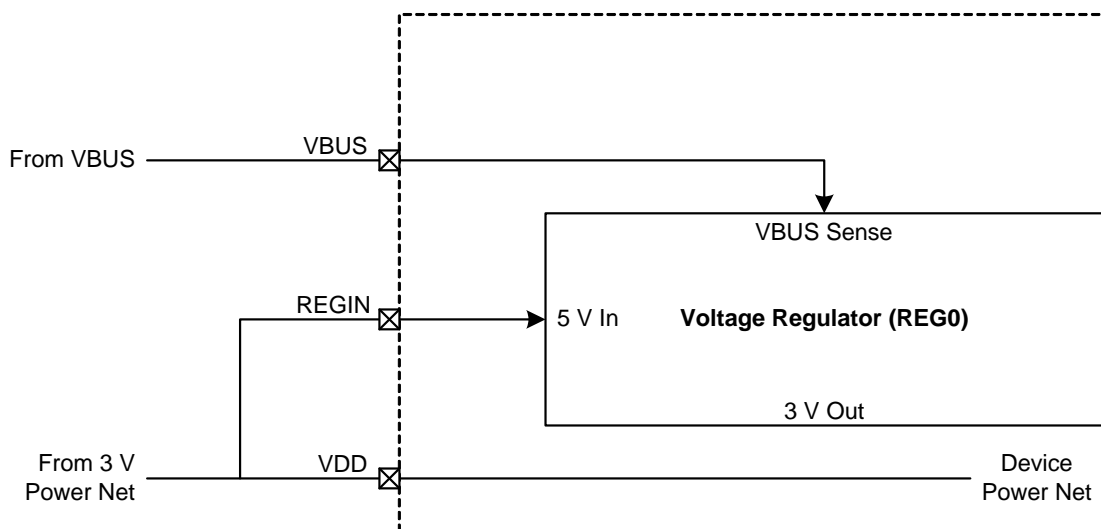 From VBUS
VBUS
VBUS Sense
REGIN
5 V In
Voltage Regulator (REG0)
3 V Out
From 3 V
Power Net
VDD
Device
Power Net